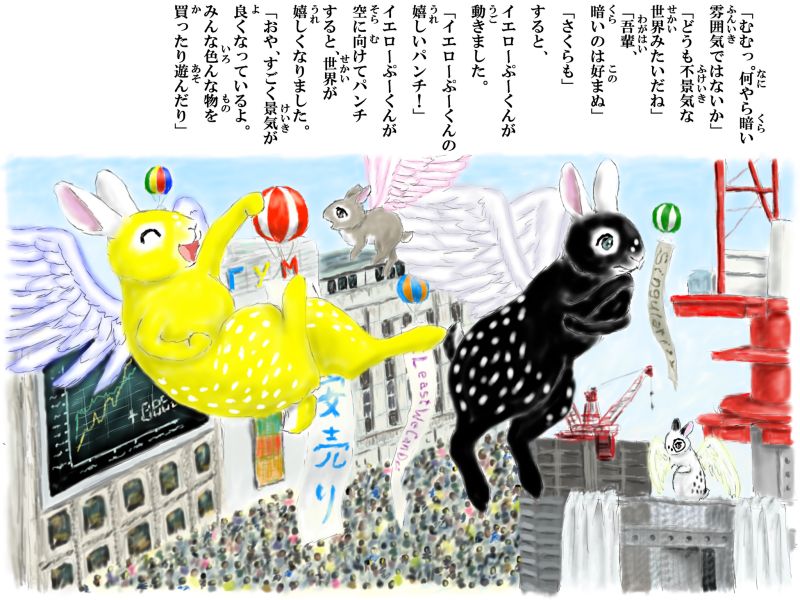 「むむっ。何やら暗い
雰囲気ではないか」
「どうも不景気な
世界みたいだね」
「吾輩、
暗いのは好まぬ」
「さくらも」
すると、
イエローぷーくんが
動きました。
「イエローぷーくんの
嬉しいパンチ！」
イエローぷーくんが
空に向けてパンチ
すると、世界が
嬉しくなりました。
「おや、すごく景気が
良くなっているよ。
みんな色んな物を
買ったり遊んだり」
TYM
安売り
LeastWeCanDo